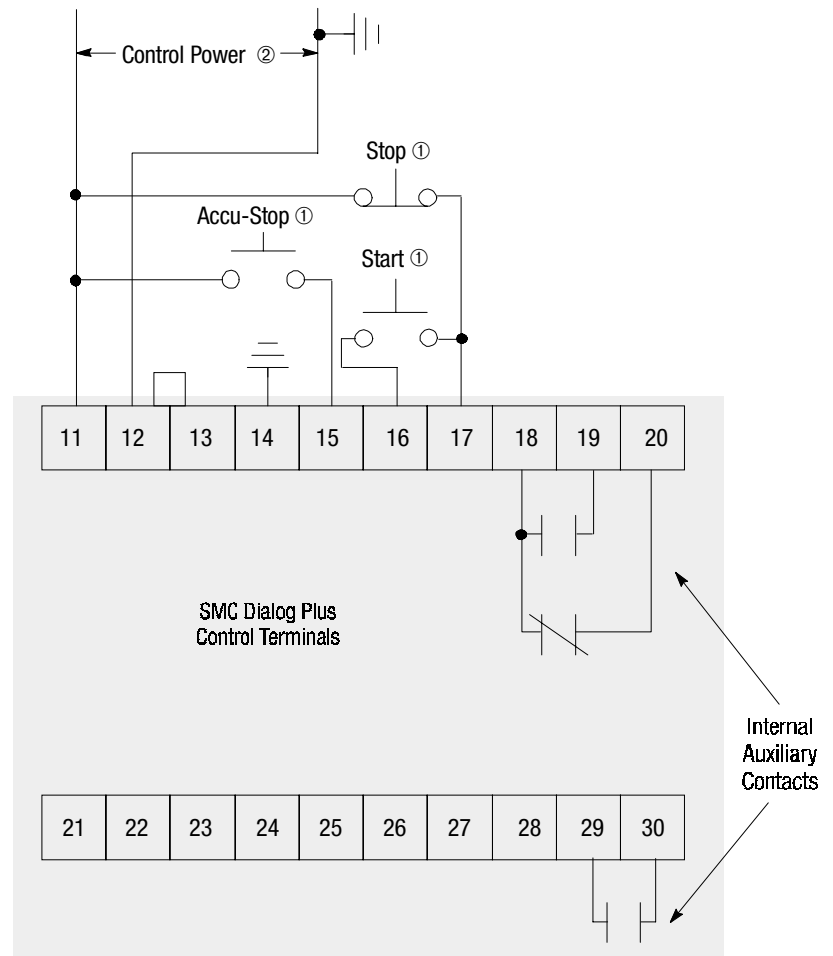 Control Power ②
Stop ①
Accu-Stop ①
Start ①
11 12 13 14 15 16 17 18 19 20
SMC Dialog Plus
Control Terminals
Internal
Auxiliary
Contacts
21 22 23 24 25 26 27 28 29 30